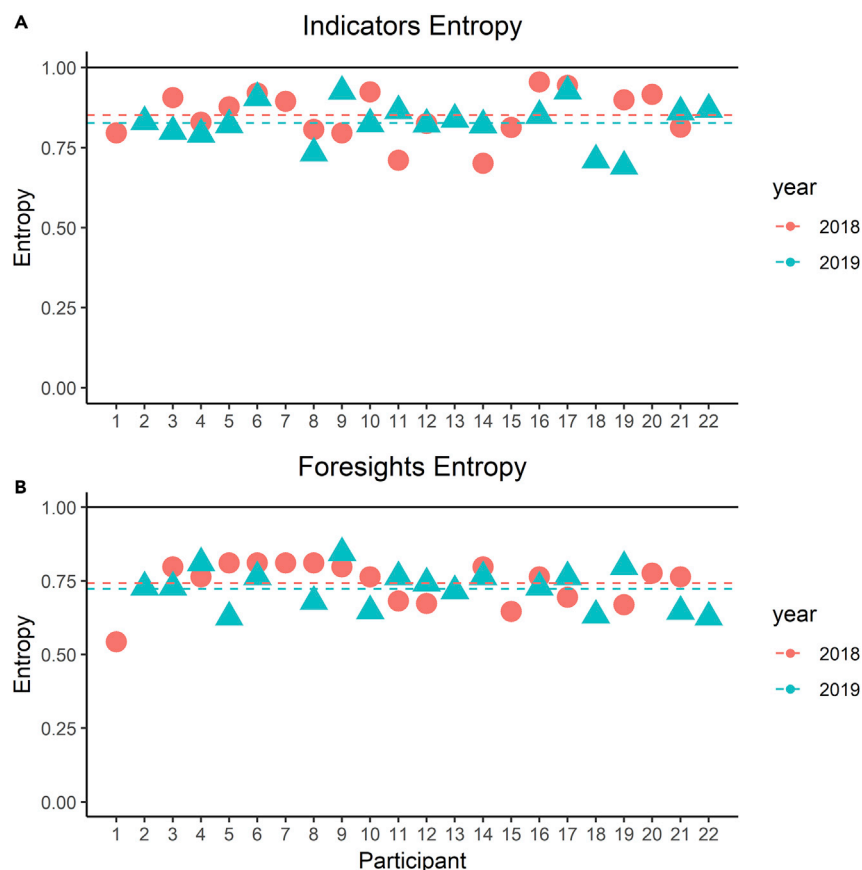 A
Indicators Entropy
1.00
0.75
0.50
0.25
0.00
Entropy
1 2 3 4 5 6 7 8 9 10 11 12 13 14 15 16 17 18 19 20 21 22
year
2018
2019
B
Foresights Entropy
1.00
0.75
0.50
0.25
0.00
Entropy
1 2 3 4 5 6 7 8 9 10 11 12 13 14 15 16 17 18 19 20 21 22
Participant
year
2018
2019